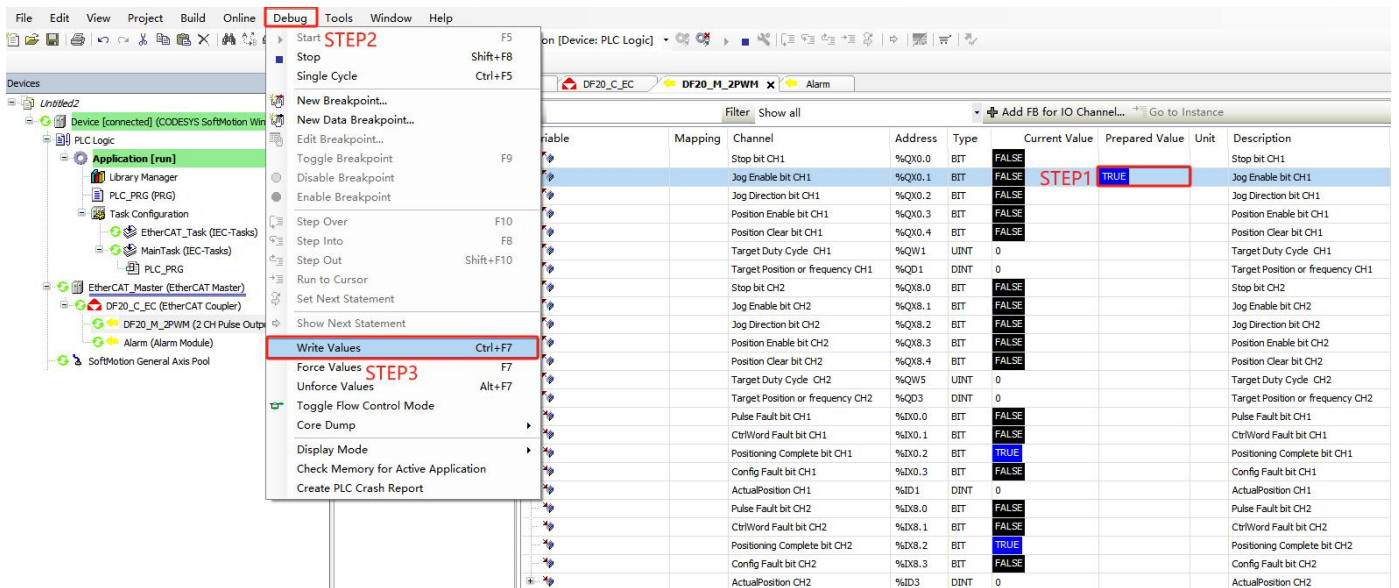 File Edit View Project Build Online Debug Tools Window Help
Start F5
STEP2
on [Device: PLC Logic]
Stop Shift+F8
Single Cycle Ctrl+F5
New Breakpoint...
New Data Breakpoint...
Edit Breakpoint...
Toggle Breakpoint F9
Disable Breakpoint
Enable Breakpoint
Step Over F10
Step Into F8
Step Out Shift+F10
Run to Cursor
Set Next Statement
Show Next Statement
Write Values Ctrl+F7
Force Values F7
STEP3
Unforce Values Alt+F7
Toggle Flow Control Mode
Core Dump
Display Mode
Check Memory for Active Application
Create PLC Crash Report
Devices
Untitled2
Device [connected] (CODESYS SoftMotion Win
PLC Logic
Application [run]
Library Manager
PLC_PRG (PRG)
Task Configuration
EtherCAT_Task (IEC-Tasks)
MainTask (IEC-Tasks)
PLC_PRG
EtherCAT_Master (EtherCAT Master)
DF20_C_EC (EtherCAT Coupler)
DF20_M_2PWM (2 CH Pulse Outp
Alarm (Alarm Module)
SoftMotion General Axis Pool
DF20_C_EC DF20_M_2PWM X Alarm
Filter Show all Add FB for IO Channel... Go to Instance
riable Mapping Channel Address Type Current Value Prepared Value Unit Description
Stop bit CH1 %QX0.0 BIT FALSE Stop bit CH1
Jog Enable bit CH1 %QX0.1 BIT FALSE STEP1 TRUE Jog Enable bit CH1
Jog Direction bit CH1 %QX0.2 BIT FALSE Jog Direction bit CH1
Position Enable bit CH1 %QX0.3 BIT FALSE Position Enable bit CH1
Position Clear bit CH1 %QX0.4 BIT FALSE Position Clear bit CH1
Target Duty Cycle CH1 %QW1 UINT 0 Target Duty Cycle CH1
Target Position or frequency CH1 %QD1 DINT 0 Target Position or frequency CH1
Stop bit CH2 %QX8.0 BIT FALSE Stop bit CH2
Jog Enable bit CH2 %QX8.1 BIT FALSE Jog Enable bit CH2
Jog Direction bit CH2 %QX8.2 BIT FALSE Jog Direction bit CH2
Position Enable bit CH2 %QX8.3 BIT FALSE Position Enable bit CH2
Position Clear bit CH2 %QX8.4 BIT FALSE Position Clear bit CH2
Target Duty Cycle CH2 %QW5 UINT 0 Target Duty Cycle CH2
Target Position or frequency CH2 %QD3 DINT 0 Target Position or frequency CH2
Pulse Fault bit CH1 %IX0.0 BIT FALSE Pulse Fault bit CH1
CtrlWord Fault bit CH1 %IX0.1 BIT FALSE CtrlWord Fault bit CH1
Positioning Complete bit CH1 %IX0.2 BIT TRUE Positioning Complete bit CH1
Config Fault bit CH1 %IX0.3 BIT FALSE Config Fault bit CH1
ActualPosition CH1 %ID1 DINT 0 ActualPosition CH1
Pulse Fault bit CH2 %IX8.0 BIT FALSE Pulse Fault bit CH2
CtrlWord Fault bit CH2 %IX8.1 BIT FALSE CtrlWord Fault bit CH2
Positioning Complete bit CH2 %IX8.2 BIT TRUE Positioning Complete bit CH2
Config Fault bit CH2 %IX8.3 BIT FALSE Config Fault bit CH2
ActualPosition CH2 %ID3 DINT 0 ActualPosition CH2